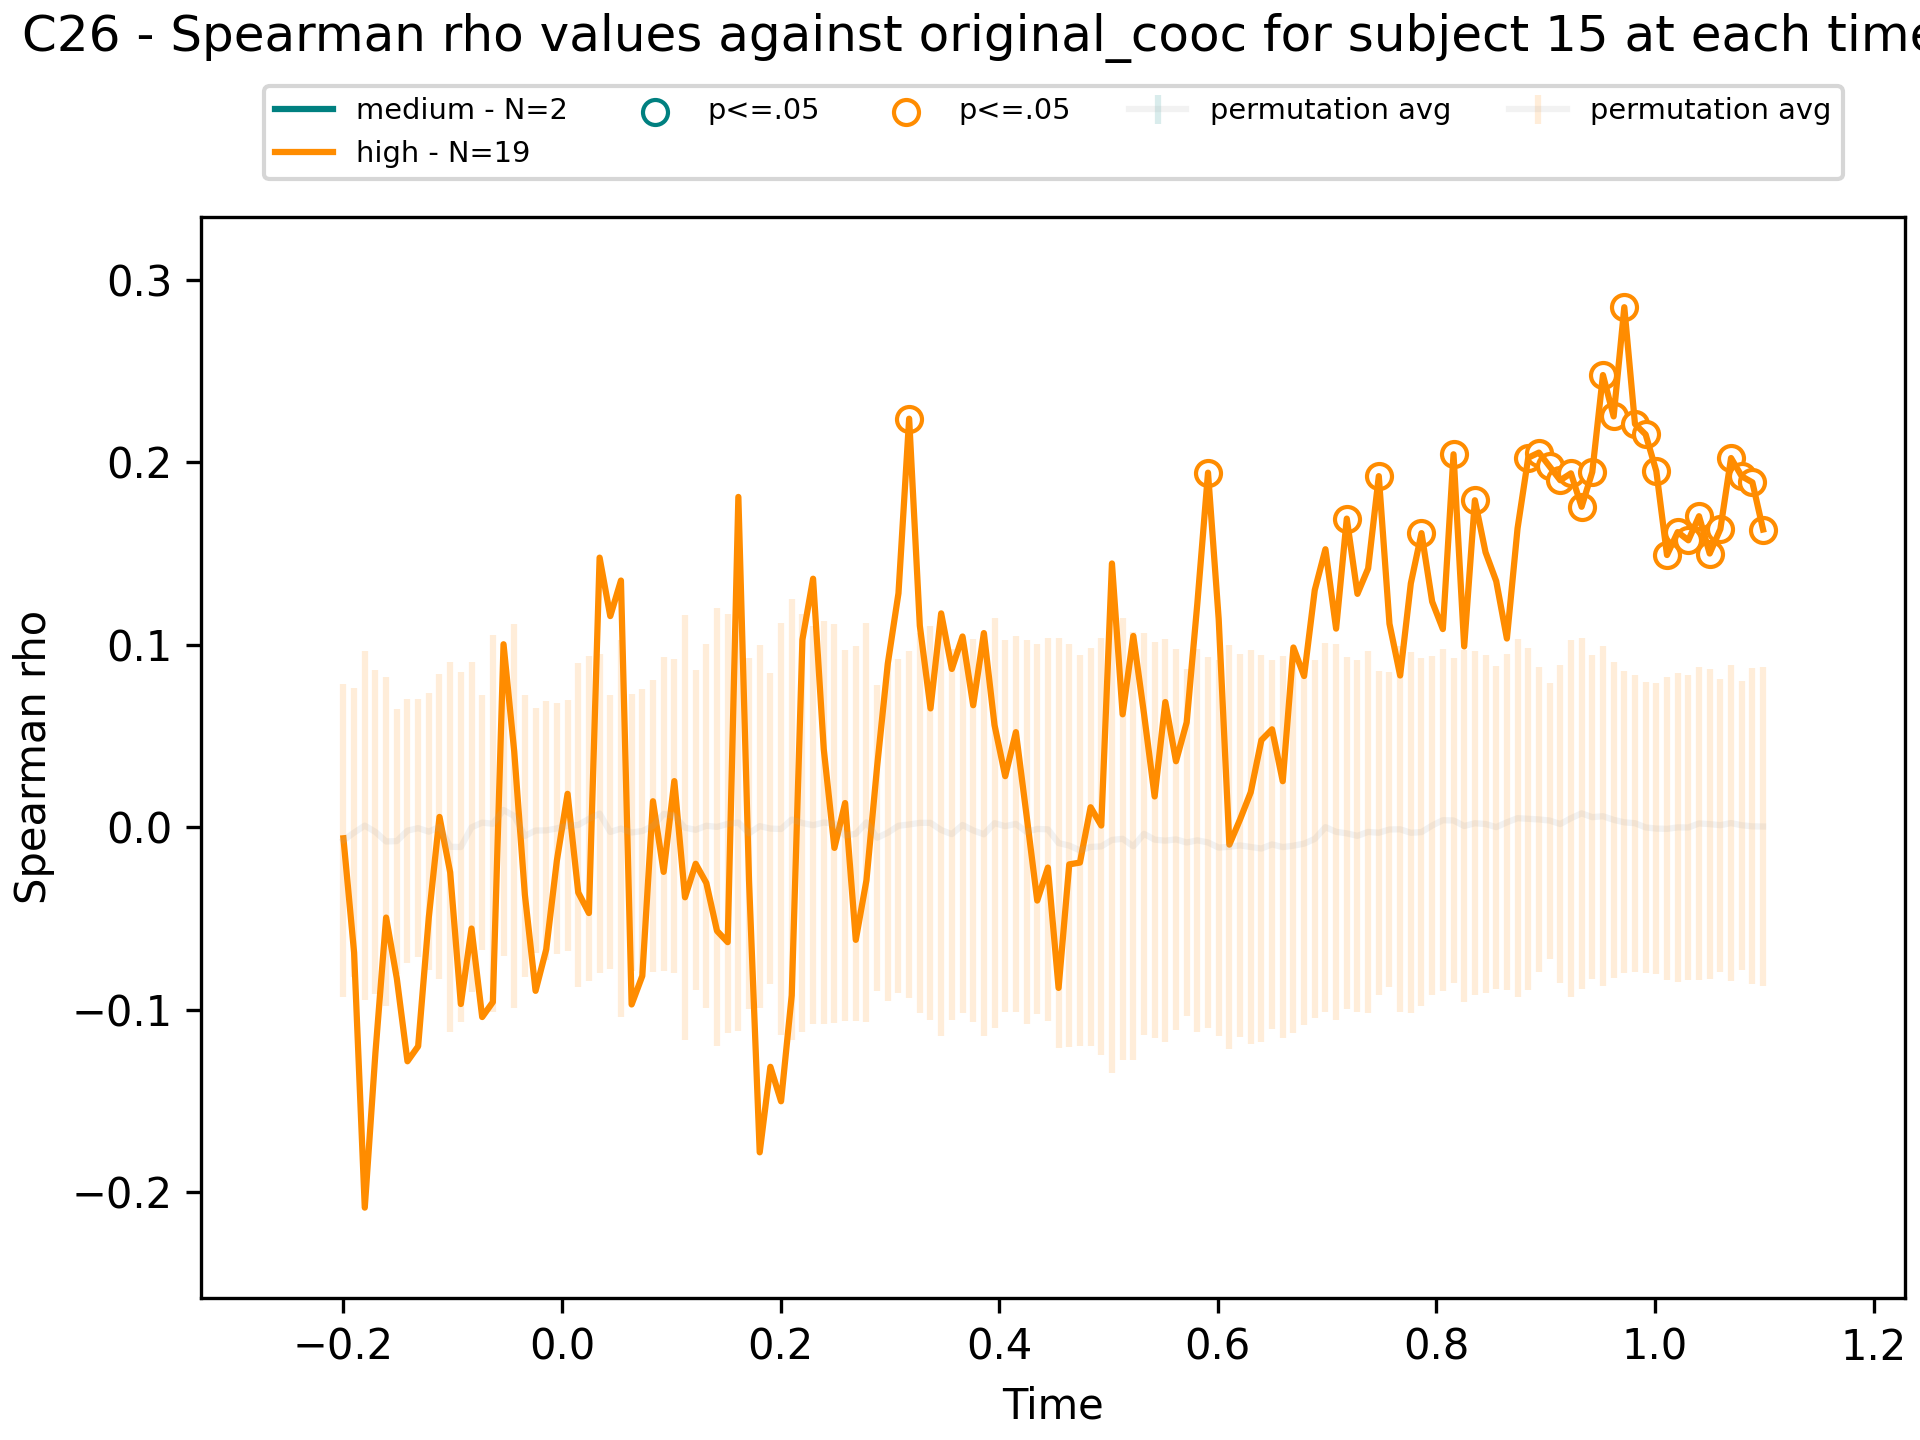 C26 - Spearman rho values against original_cooc for subject 15 at each time
medium - N=2
high - N=19
p<=.05
p<=.05
permutation avg
permutation avg
Spearman rho
0.3
0.2
0.1
0.0
−0.1
−0.2
−0.2 0.0 0.2 0.4 0.6 0.8 1.0 1.2
Time